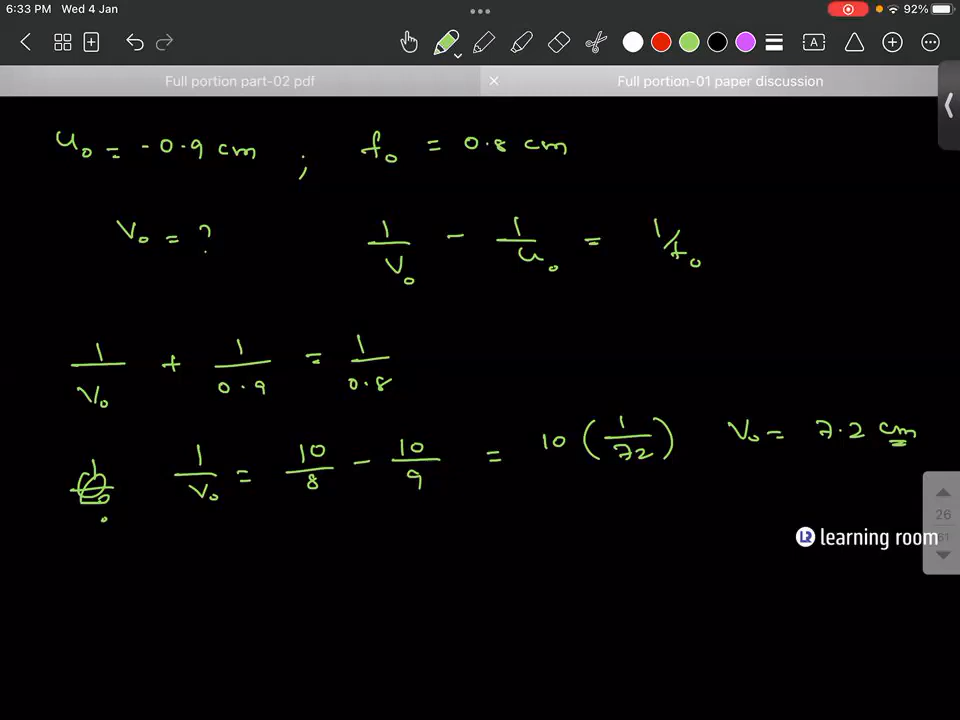 6:33 PM Wed 4 Jan 92%
A
Full portion part-02 pdf Full portion-01 paper discussion
u₀ = -0.9 cm ; f₀ = 0.8 cm
V₀ = ? 1/V₀ - 1/u₀ = 1/f₀
1/V₀ + 1/0.9 = 1/0.8
1/V₀ = 10/8 - 10/9 = 10(1/72) V₀ = 7.2 cm
26
61
LR learning room